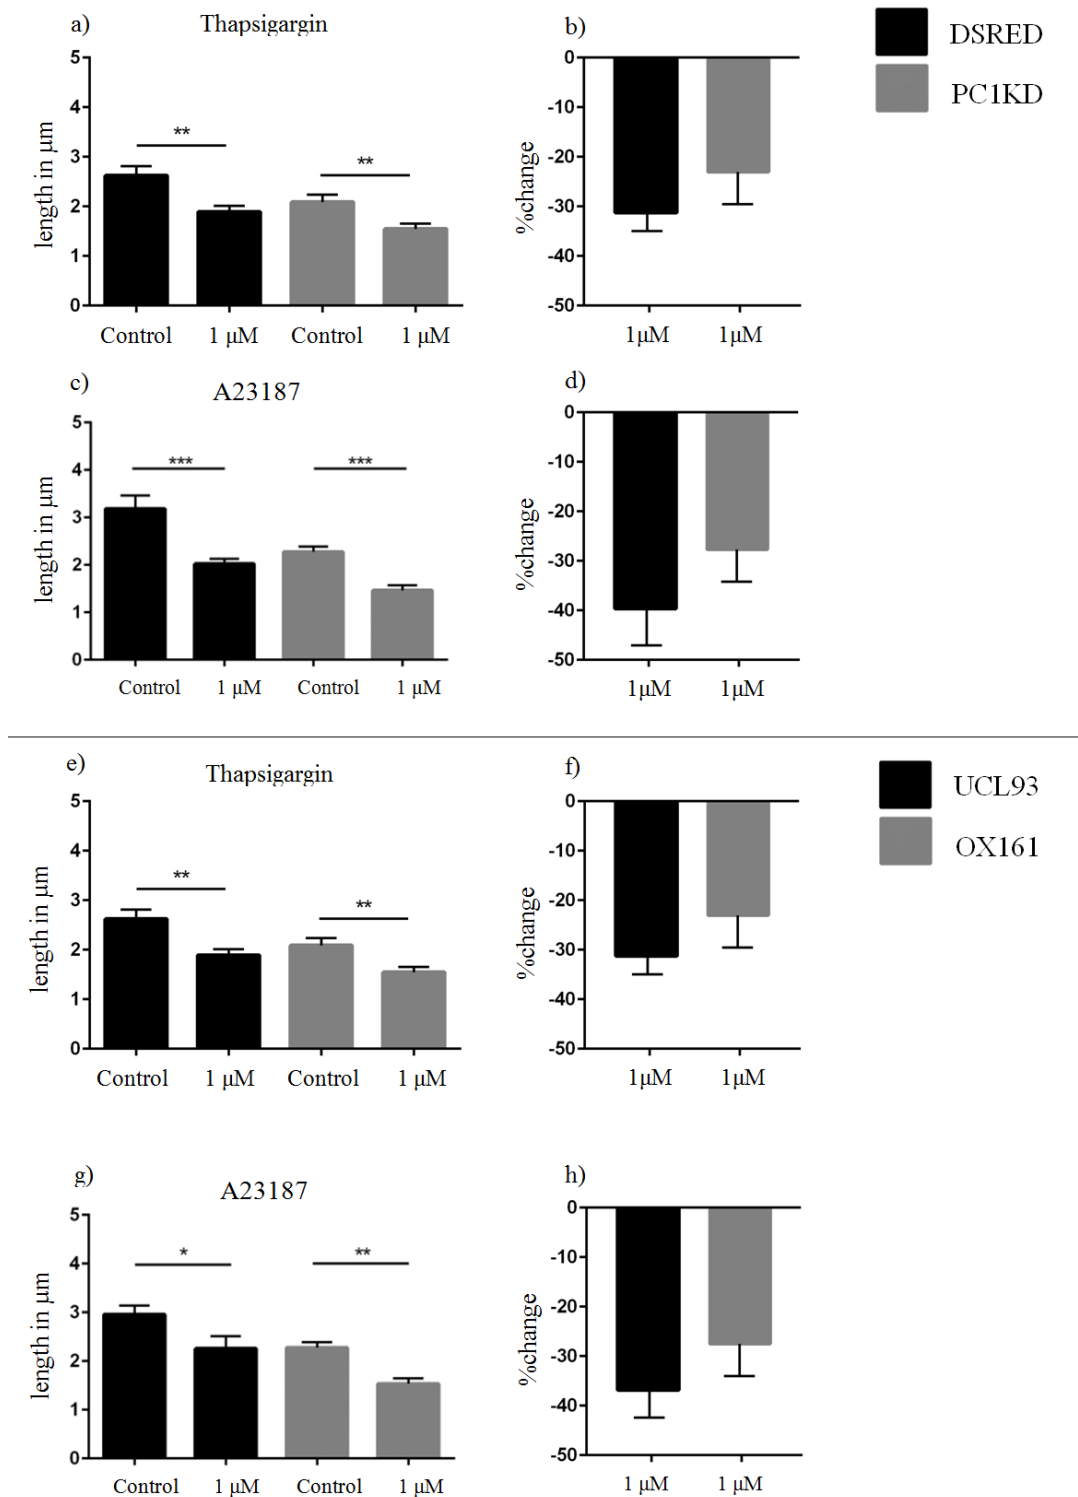 a)
Thapsigargin
5
4
3
2
1
0
length in µm
**
**
Control
1 µM
Control
1 µM
b)
0
-10
-20
-30
-40
-50
%change
1µM
1µM
DSRED
PC1KD
c)
A23187
5
4
3
2
1
0
length in µm
***
***
Control
1 µM
Control
1 µM
d)
0
-10
-20
-30
-40
-50
%change
1µM
1µM
e)
Thapsigargin
5
4
3
2
1
0
length in µm
**
**
Control
1 µM
Control
1 µM
f)
0
-10
-20
-30
-40
-50
%change
1µM
1µM
UCL93
OX161
g)
A23187
5
4
3
2
1
0
length in µm
*
**
Control
1 µM
Control
1 µM
h)
0
-10
-20
-30
-40
-50
%change
1 µM
1 µM